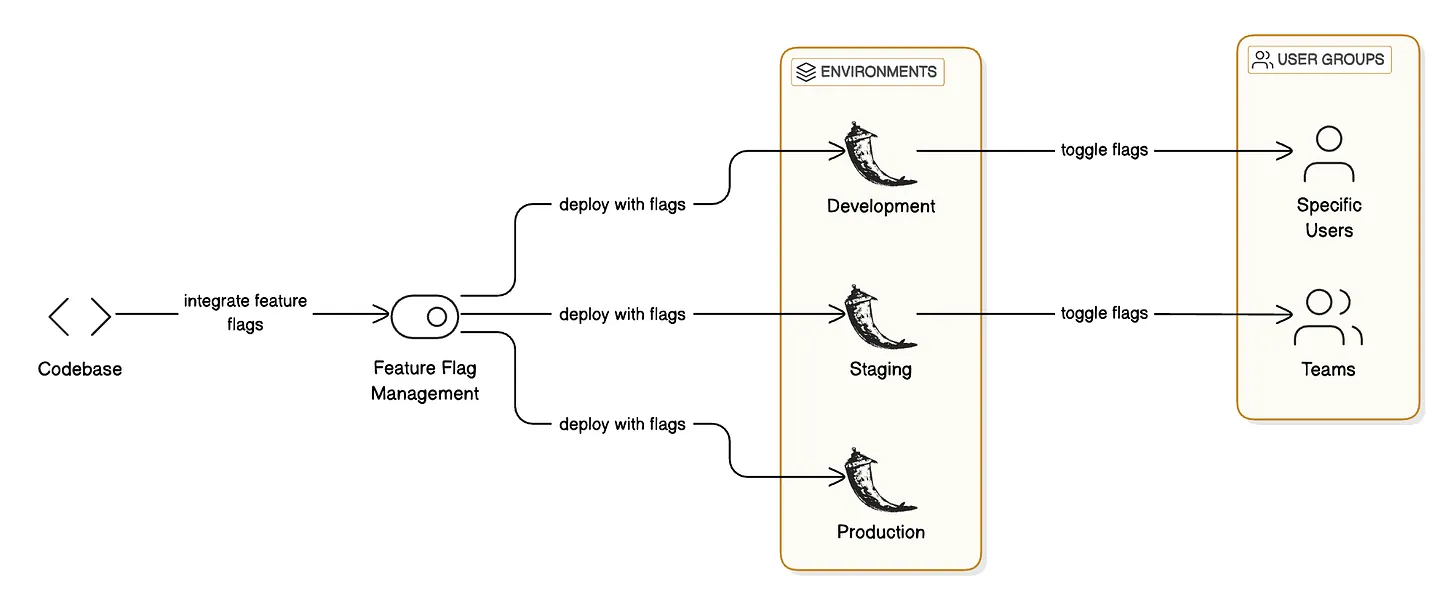 ENVIRONMENTS
USER GROUPS
deploy with flags
toggle flags
Development
Specific
Users
integrate feature
flags
deploy with flags
toggle flags
Codebase
Feature Flag
Management
Staging
Teams
deploy with flags
Production